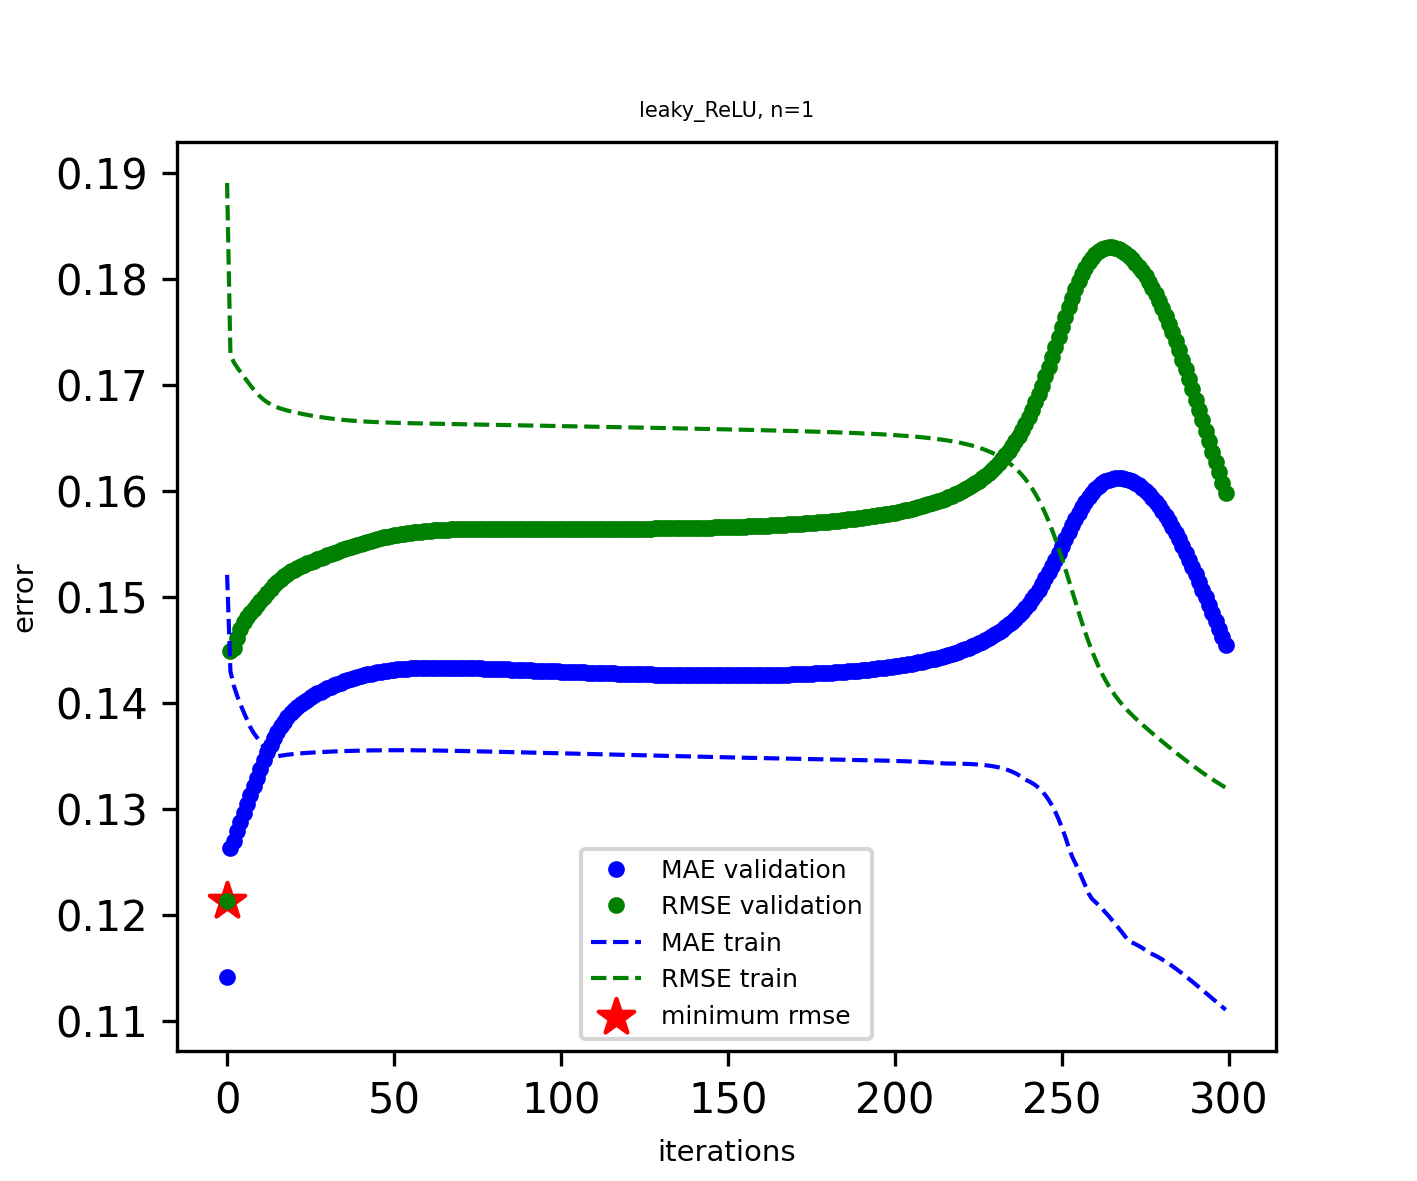 leaky_ReLU, n=1
0.19
0.18
0.17
0.16
0.15
0.14
0.13
0.12
0.11
error
MAE validation
RMSE validation
MAE train
RMSE train
minimum rmse
0 50 100 150 200 250 300
iterations